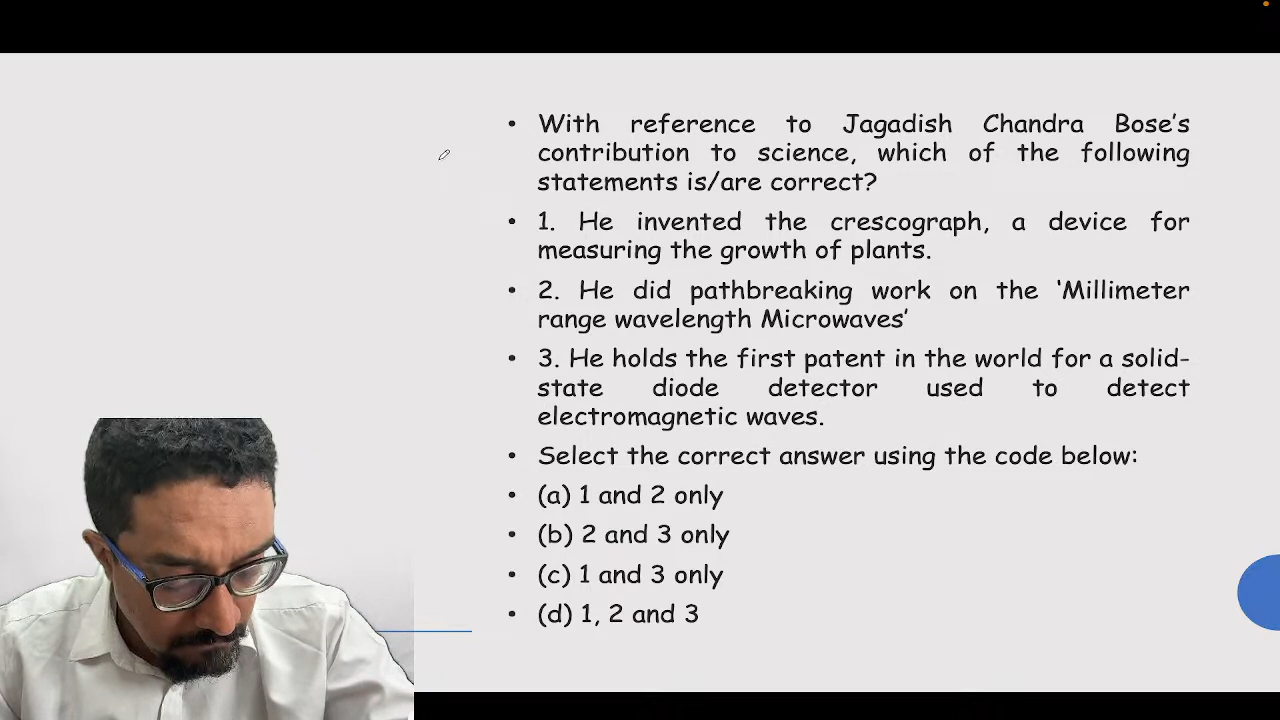 • With reference to Jagadish Chandra Bose's
contribution to science, which of the following
statements is/are correct?
• 1. He invented the crescograph, a device for
measuring the growth of plants.
• 2. He did pathbreaking work on the ‘Millimeter
range wavelength Microwaves’
• 3. He holds the first patent in the world for a solid-
state diode detector used to detect
electromagnetic waves.
• Select the correct answer using the code below:
• (a) 1 and 2 only
• (b) 2 and 3 only
• (c) 1 and 3 only
• (d) 1, 2 and 3